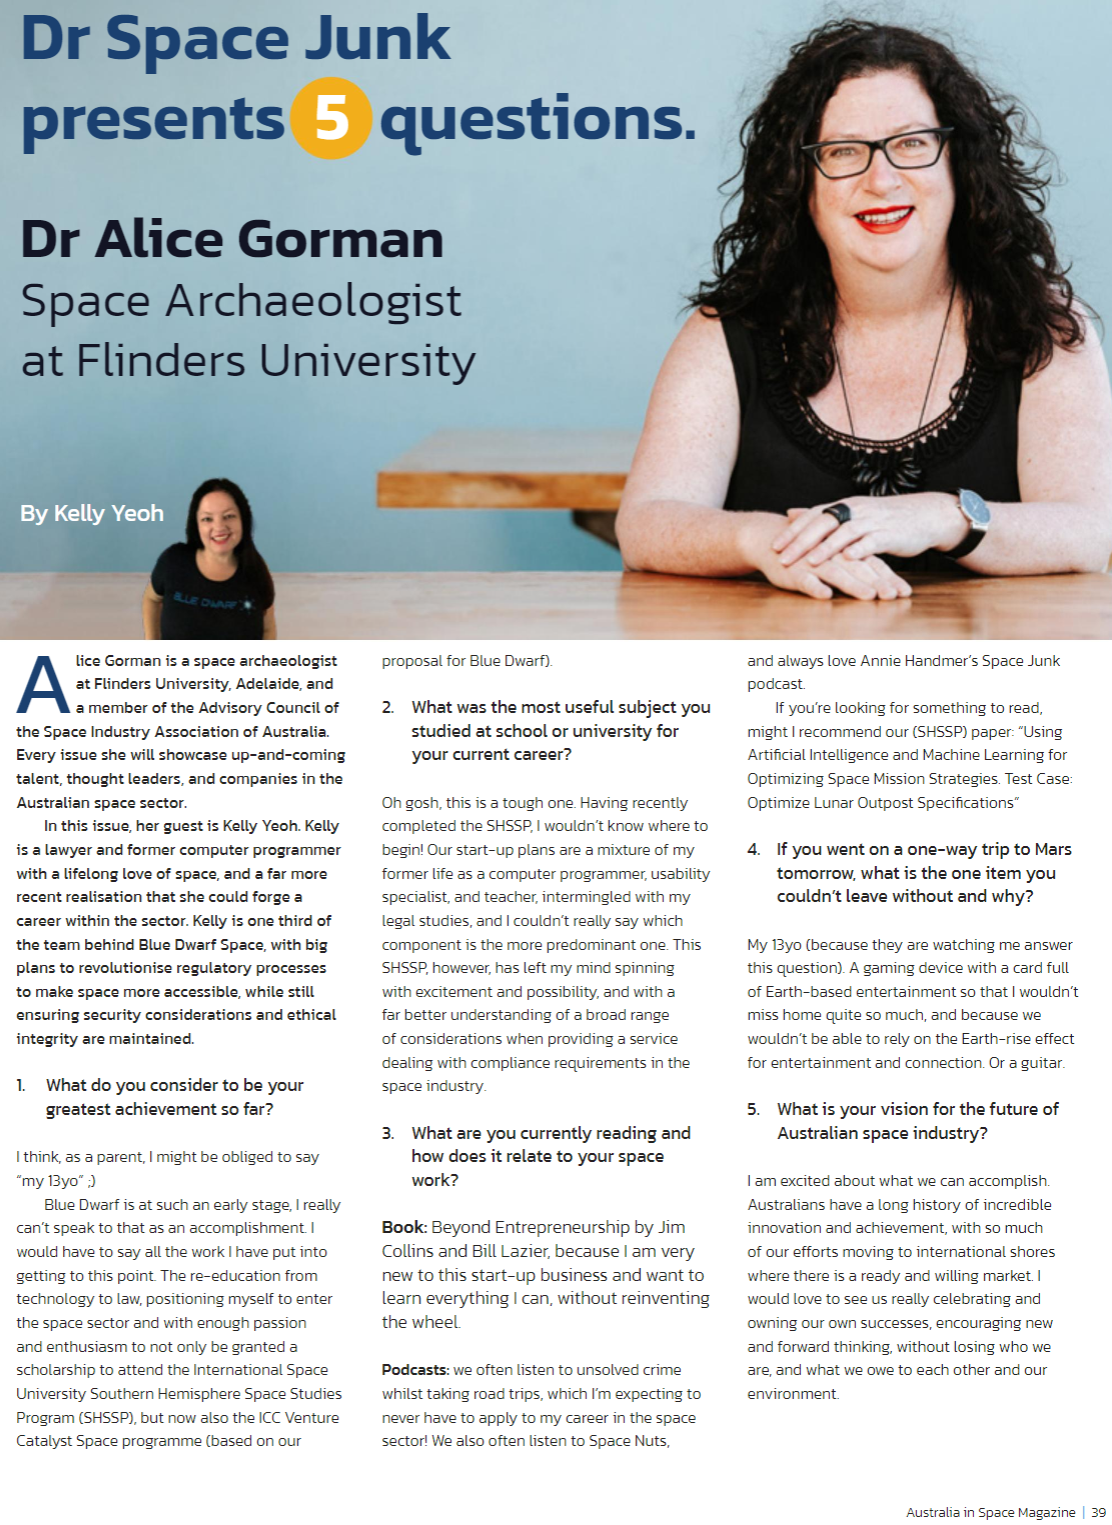 Dr Space Junk
presents 5 questions.
Dr Alice Gorman
Space Archaeologist
at Flinders University
By Kelly Yeoh
BLUE DWARF
Alice Gorman is a space archaeologist
at Flinders University, Adelaide, and
a member of the Advisory Council of
the Space Industry Association of Australia.
Every issue she will showcase up-and-coming
talent, thought leaders, and companies in the
Australian space sector.
In this issue, her guest is Kelly Yeoh. Kelly
is a lawyer and former computer programmer
with a lifelong love of space, and a far more
recent realisation that she could forge a
career within the sector. Kelly is one third of
the team behind Blue Dwarf Space, with big
plans to revolutionise regulatory processes
to make space more accessible, while still
ensuring security considerations and ethical
integrity are maintained.
1. What do you consider to be your
greatest achievement so far?
I think, as a parent, I might be obliged to say
“my 13yo” ;)
Blue Dwarf is at such an early stage, I really
can’t speak to that as an accomplishment. I
would have to say all the work I have put into
getting to this point. The re-education from
technology to law, positioning myself to enter
the space sector and with enough passion
and enthusiasm to not only be granted a
scholarship to attend the International Space
University Southern Hemisphere Space Studies
Program (SHSSP), but now also the ICC Venture
Catalyst Space programme (based on our
proposal for Blue Dwarf).
2. What was the most useful subject you
studied at school or university for
your current career?
Oh gosh, this is a tough one. Having recently
completed the SHSSP, I wouldn’t know where to
begin! Our start-up plans are a mixture of my
former life as a computer programmer, usability
specialist, and teacher, intermingled with my
legal studies, and I couldn’t really say which
component is the more predominant one. This
SHSSP, however, has left my mind spinning
with excitement and possibility, and with a
far better understanding of a broad range
of considerations when providing a service
dealing with compliance requirements in the
space industry.
3. What are you currently reading and
how does it relate to your space
work?
Book: Beyond Entrepreneurship by Jim
Collins and Bill Lazier, because I am very
new to this start-up business and want to
learn everything I can, without reinventing
the wheel.
Podcasts: we often listen to unsolved crime
whilst taking road trips, which I’m expecting to
never have to apply to my career in the space
sector! We also often listen to Space Nuts,
and always love Annie Handmer’s Space Junk
podcast.
If you’re looking for something to read,
might I recommend our (SHSSP) paper: “Using
Artificial Intelligence and Machine Learning for
Optimizing Space Mission Strategies. Test Case:
Optimize Lunar Outpost Specifications”
4. If you went on a one-way trip to Mars
tomorrow, what is the one item you
couldn’t leave without and why?
My 13yo (because they are watching me answer
this question). A gaming device with a card full
of Earth-based entertainment so that I wouldn’t
miss home quite so much, and because we
wouldn’t be able to rely on the Earth-rise effect
for entertainment and connection. Or a guitar.
5. What is your vision for the future of
Australian space industry?
I am excited about what we can accomplish.
Australians have a long history of incredible
innovation and achievement, with so much
of our efforts moving to international shores
where there is a ready and willing market. I
would love to see us really celebrating and
owning our own successes, encouraging new
and forward thinking, without losing who we
are, and what we owe to each other and our
environment.
Australia in Space Magazine | 39